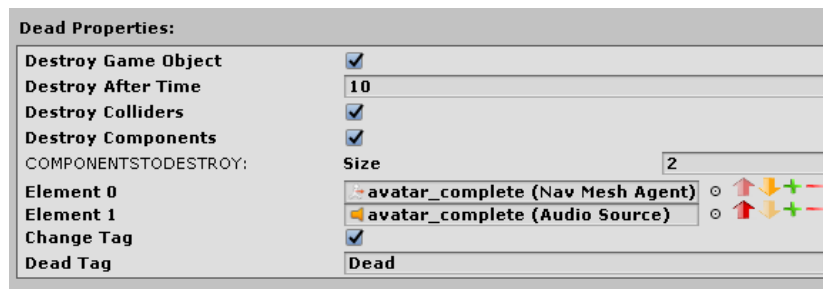 Dead Properties:
Destroy Game Object
Destroy After Time 10
Destroy Colliders
Destroy Components
COMPONENTSTODESTROY: Size 2
Element 0 avatar_complete (Nav Mesh Agent)
Element 1 avatar_complete (Audio Source)
Change Tag
Dead Tag Dead